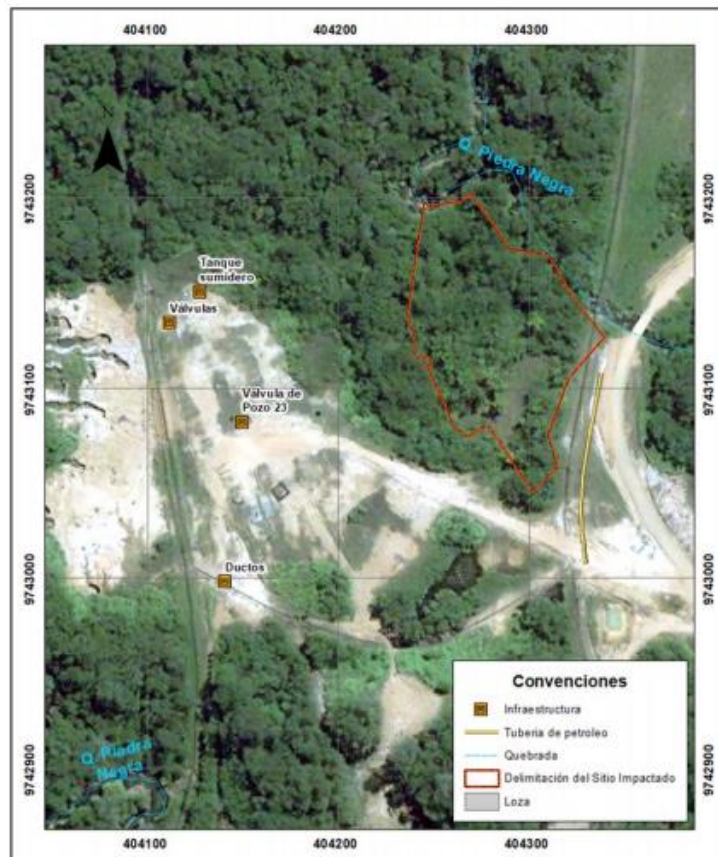 404100 404200 404300
Q. Piedra Negra
9743200 9743200
Tanque
sumidero
Válvulas
9743100 9743100
Válvula de
Pozo 23
9743000 9743000
Ductos
Q. Piedra
Negra
9742900 9742900
Convenciones
Infraestructura
Tuberia de petroleo
Quebrada
Delimitación del Sitio Impactado
Loza
404100 404200 404300